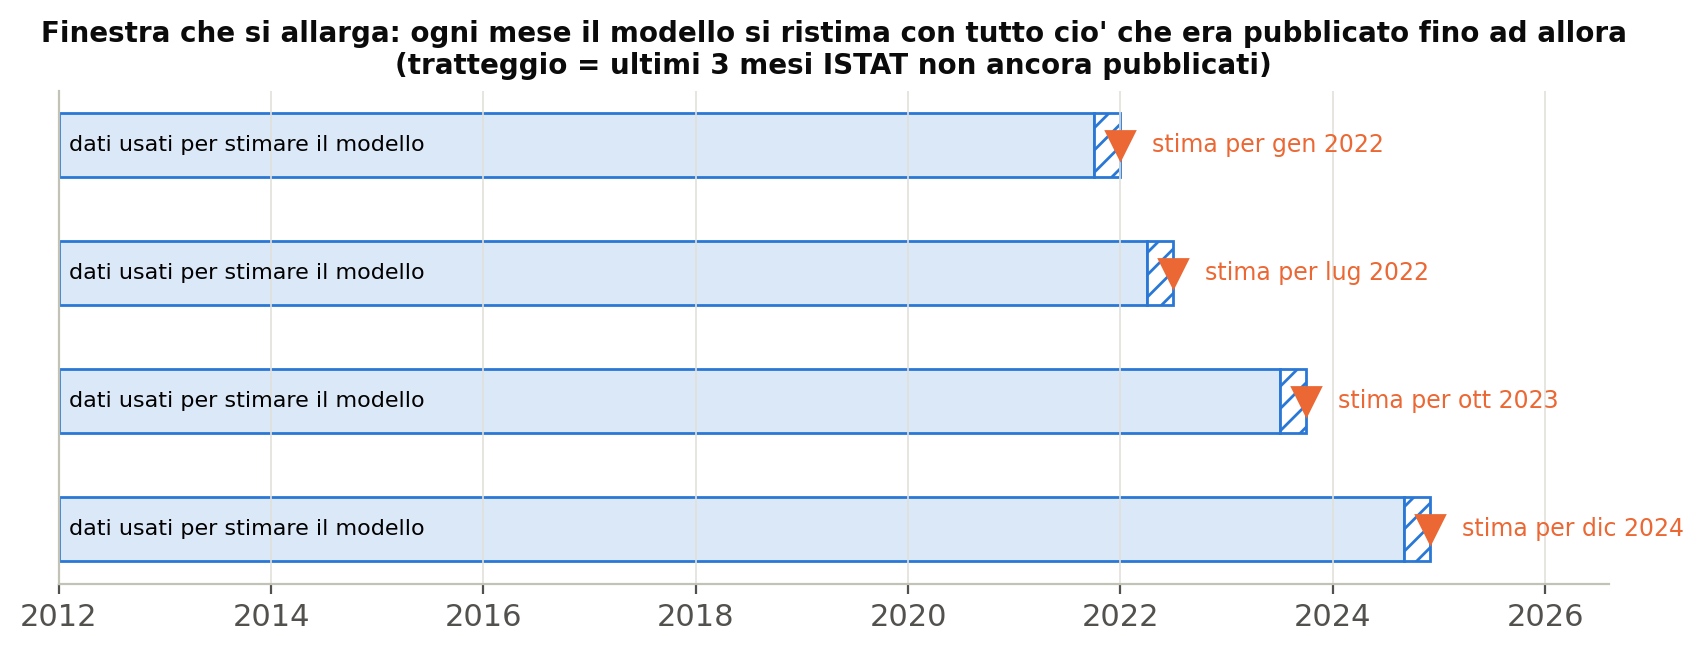 Finestra che si allarga: ogni mese il modello si ristima con tutto cio' che era pubblicato fino ad allora
(tratteggio = ultimi 3 mesi ISTAT non ancora pubblicati)
dati usati per stimare il modello
stima per gen 2022
dati usati per stimare il modello
stima per lug 2022
dati usati per stimare il modello
stima per ott 2023
dati usati per stimare il modello
stima per dic 2024
2012 2014 2016 2018 2020 2022 2024 2026